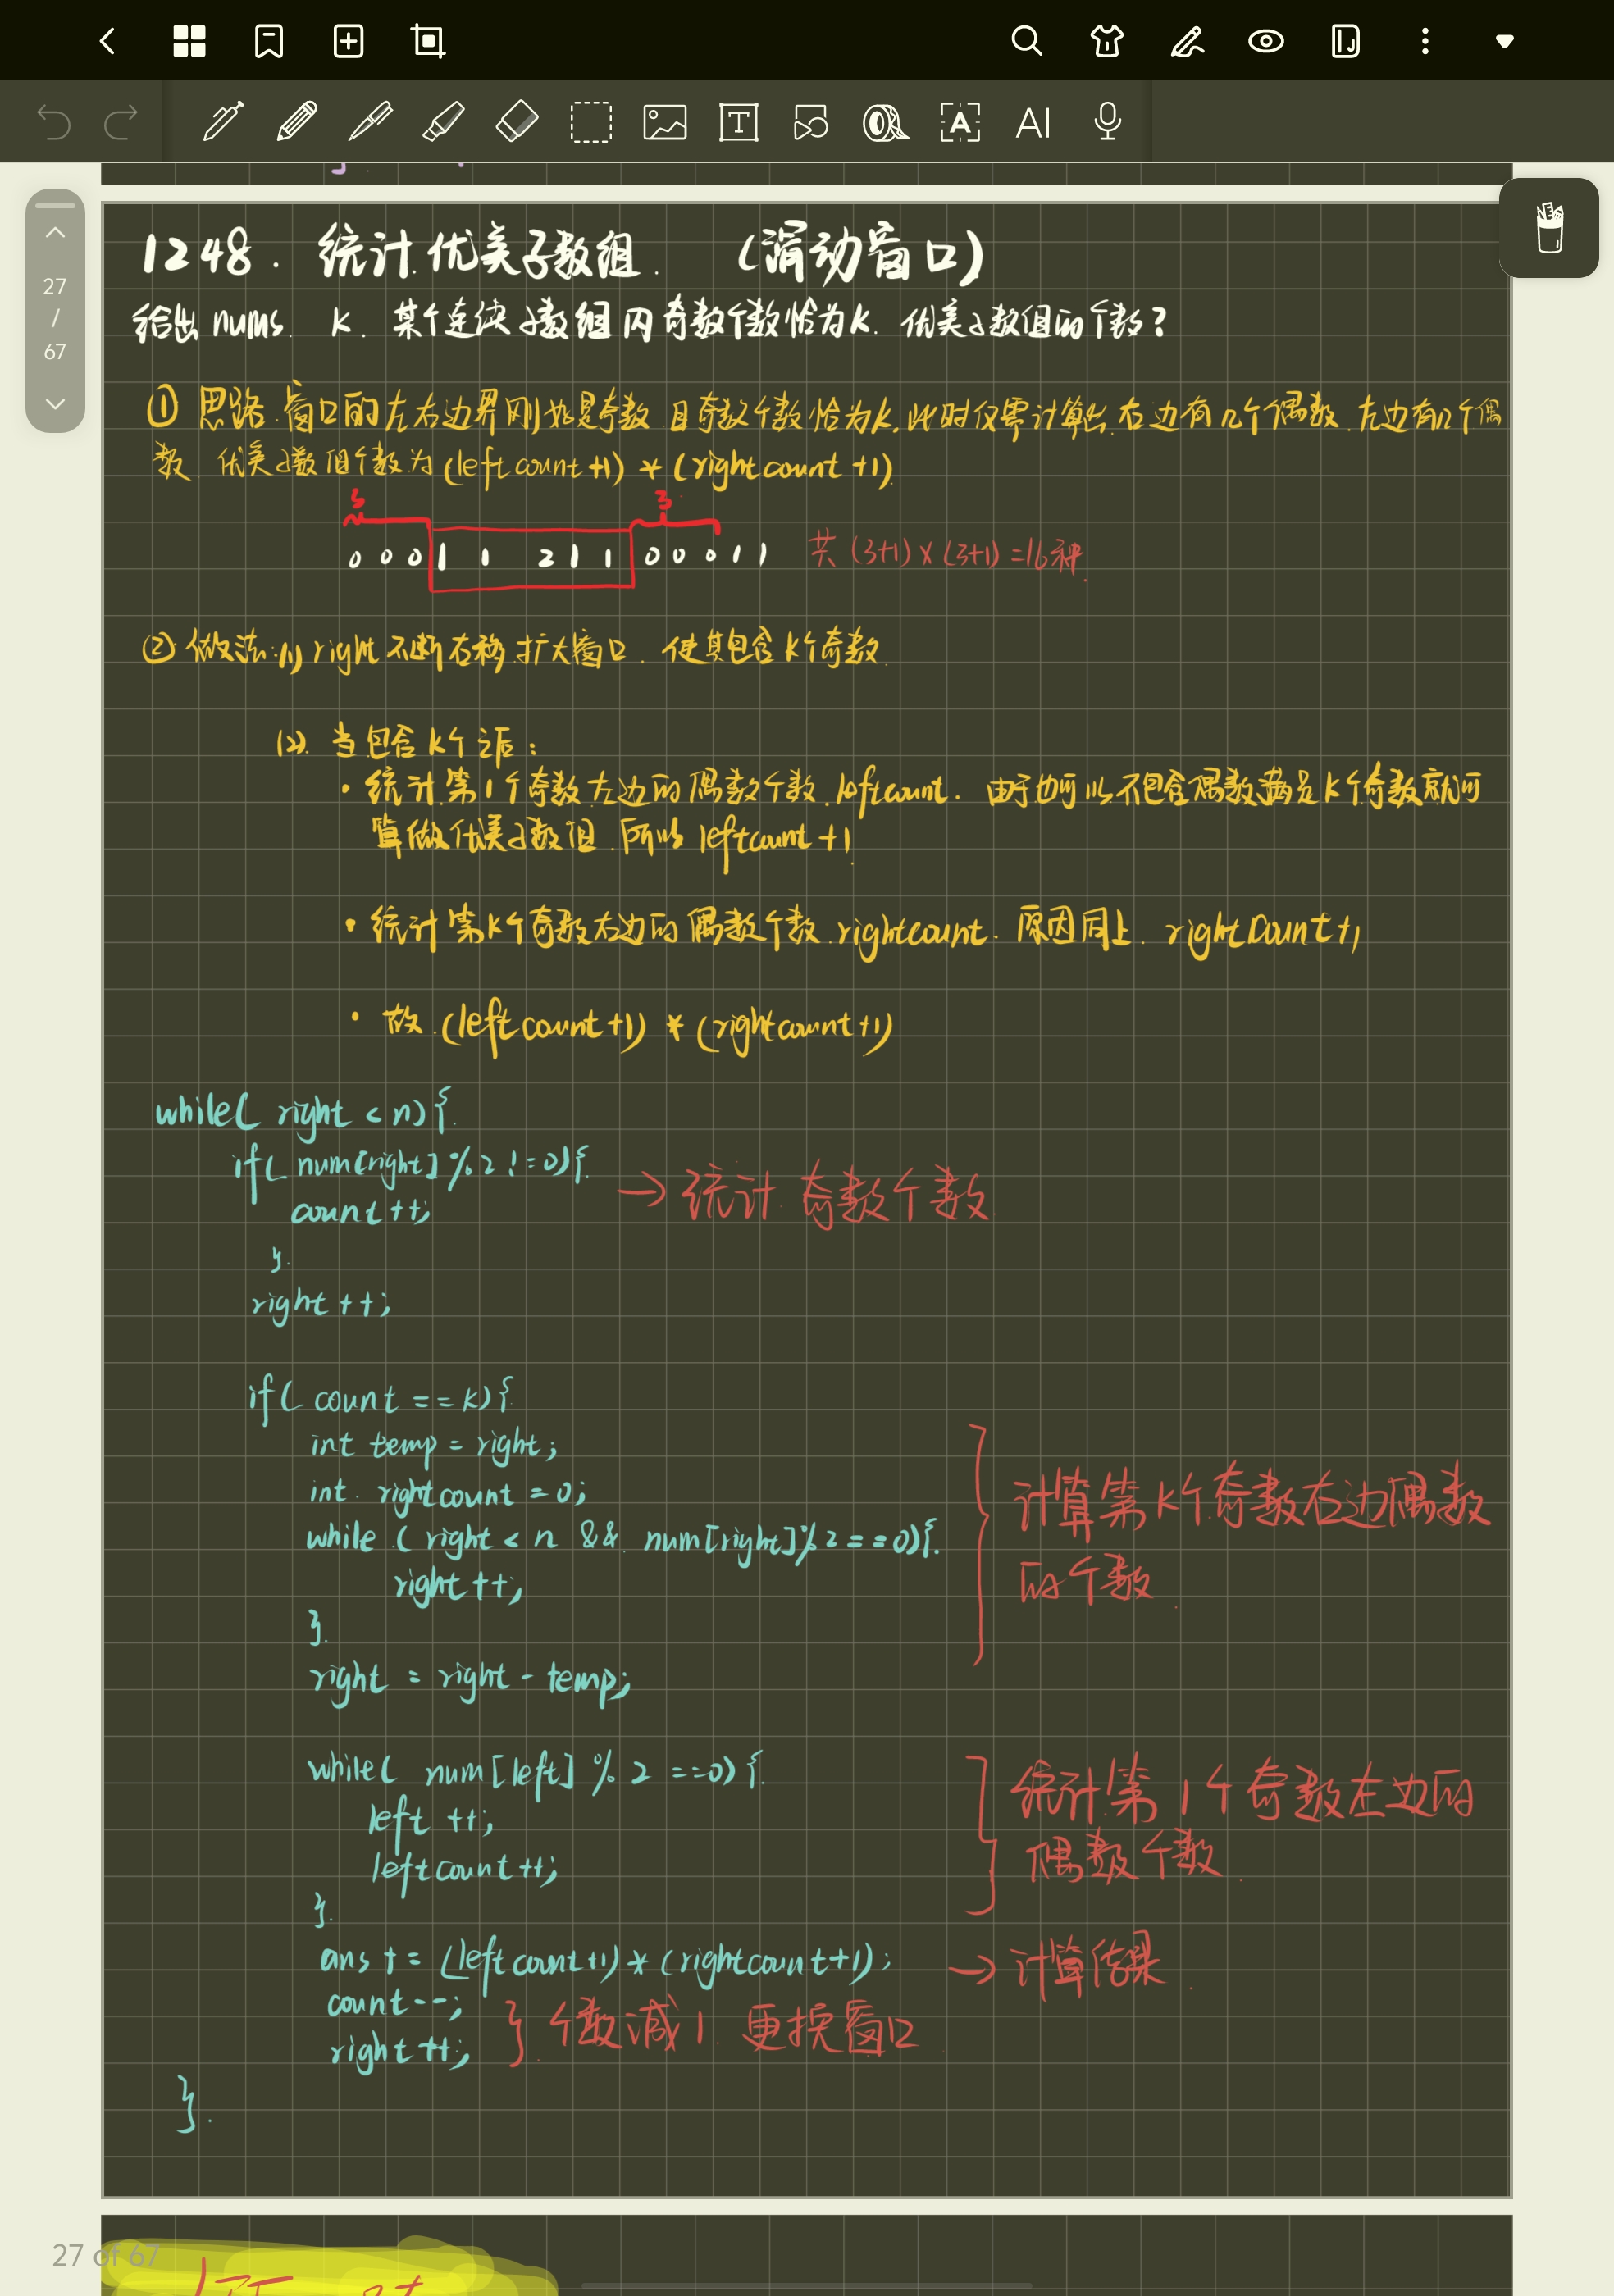 27
/
67
1248. 统计优美子数组. (滑动窗口)
给出 nums. k. 某个连续子数组内奇数个数恰为k. 优美子数组的个数?
① 思路. 窗口的左右边界刚好是奇数 且奇数个数恰为k, 此时仅需计算出右边有几个偶数. 左边有几个偶
数. 优美子数组个数为 (leftcount+1) * (rightcount+1).
3 3
0 0 0 1 1 2 1 1 0 0 0 1 1 共 (3+1) × (3+1) = 16种.
② 做法: (1) right 不断右移 扩大窗口. 使其包含 k个奇数.
(2). 当包含 k个后:
· 统计第1个奇数左边的偶数个数. leftcount. 由于也可以不包含偶数满足k个奇数就可
算做优美子数组. 所以 leftcount+1.
· 统计第k个奇数右边的偶数个数. rightcount. 原因同上. rightcount+1
· 故. (leftcount+1) * (rightcount+1)
while( right < n){.
if( num[right] % 2 != 0){. → 统计奇数个数.
count ++;
}.
right ++;
if( count == k){
int temp = right;
int. rightcount = 0;
while ( right < n && num[right]%2==0){. 计算第k个奇数右边偶数
right ++; 的个数.
}.
right = right - temp;
while( num[left] % 2 ==0) {. 统计第1个奇数左边的
left ++;
leftcount++; 偶数个数.
}.
ans += (leftcount+1) * (rightcount+1); → 计算结果.
count--;
right ++; } 个数减1. 更换窗口
}.
27 of 67